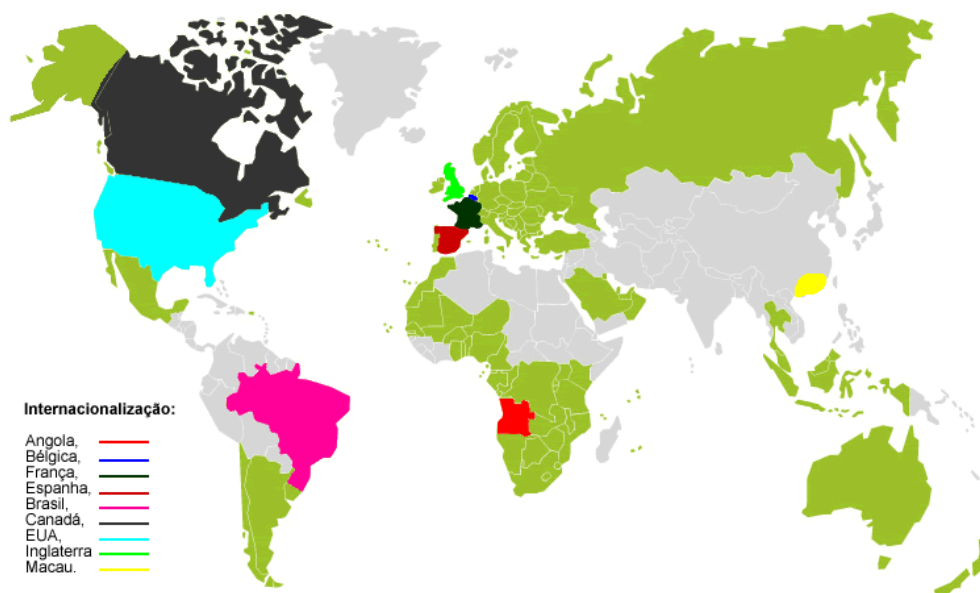 Internacionalização:
Angola,
Bélgica,
França,
Espanha,
Brasil,
Canadá,
EUA,
Inglaterra
Macau.